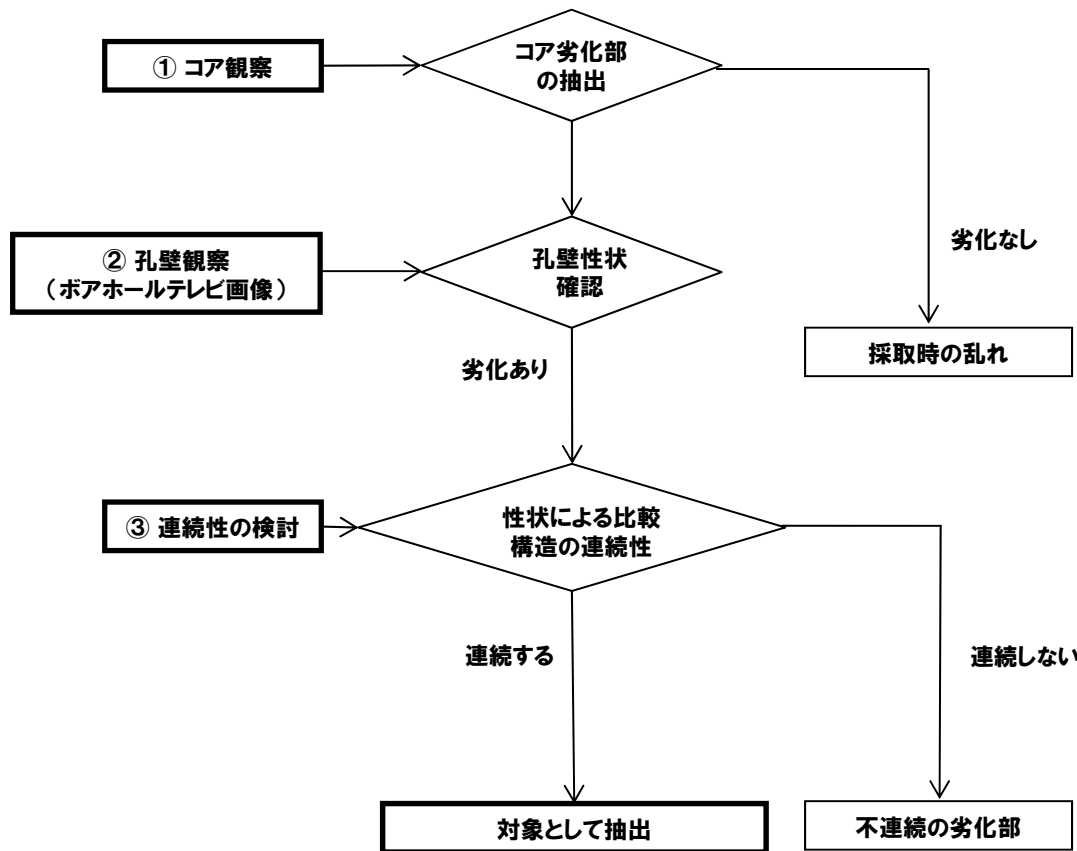 ① コア観察
コア劣化部
の抽出
② 孔壁観察
（ボアホールテレビ画像）
孔壁性状
確認
劣化なし
採取時の乱れ
劣化あり
③ 連続性の検討
性状による比較
構造の連続性
連続する
連続しない
対象として抽出
不連続の劣化部